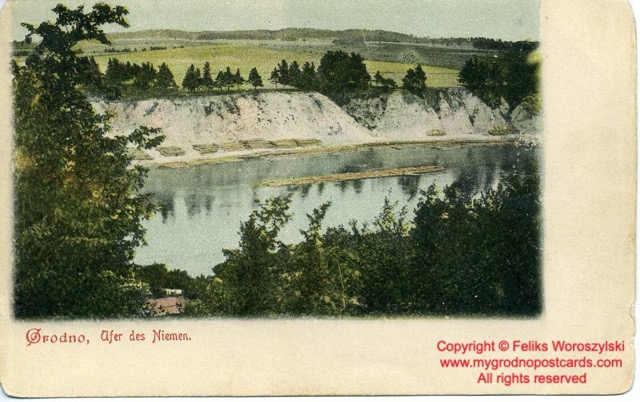 Grodno, Ufer des Niemen.
Copyright © Feliks Woroszylski
www.mygrodnopostcards.com
All rights reserved